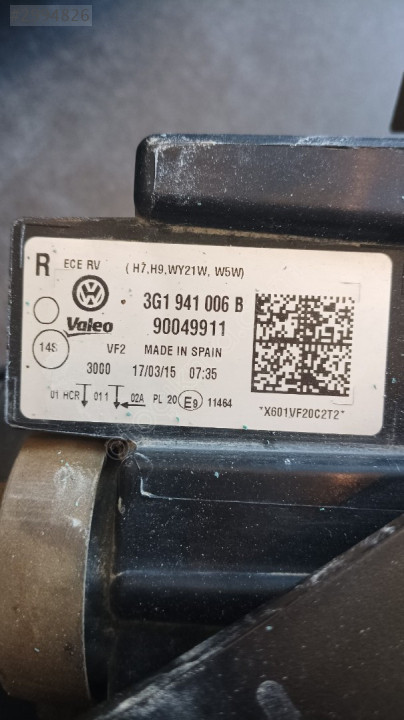 R ECE RV (H7,H9,WY21W, W5W)
3G1 941 006 B
Valeo 90049911
14S VF2 MADE IN SPAIN
3000 17/03/15 07:35
01 HCR 011 02A PL 20 E9 11464
*X601VF20C2T2*